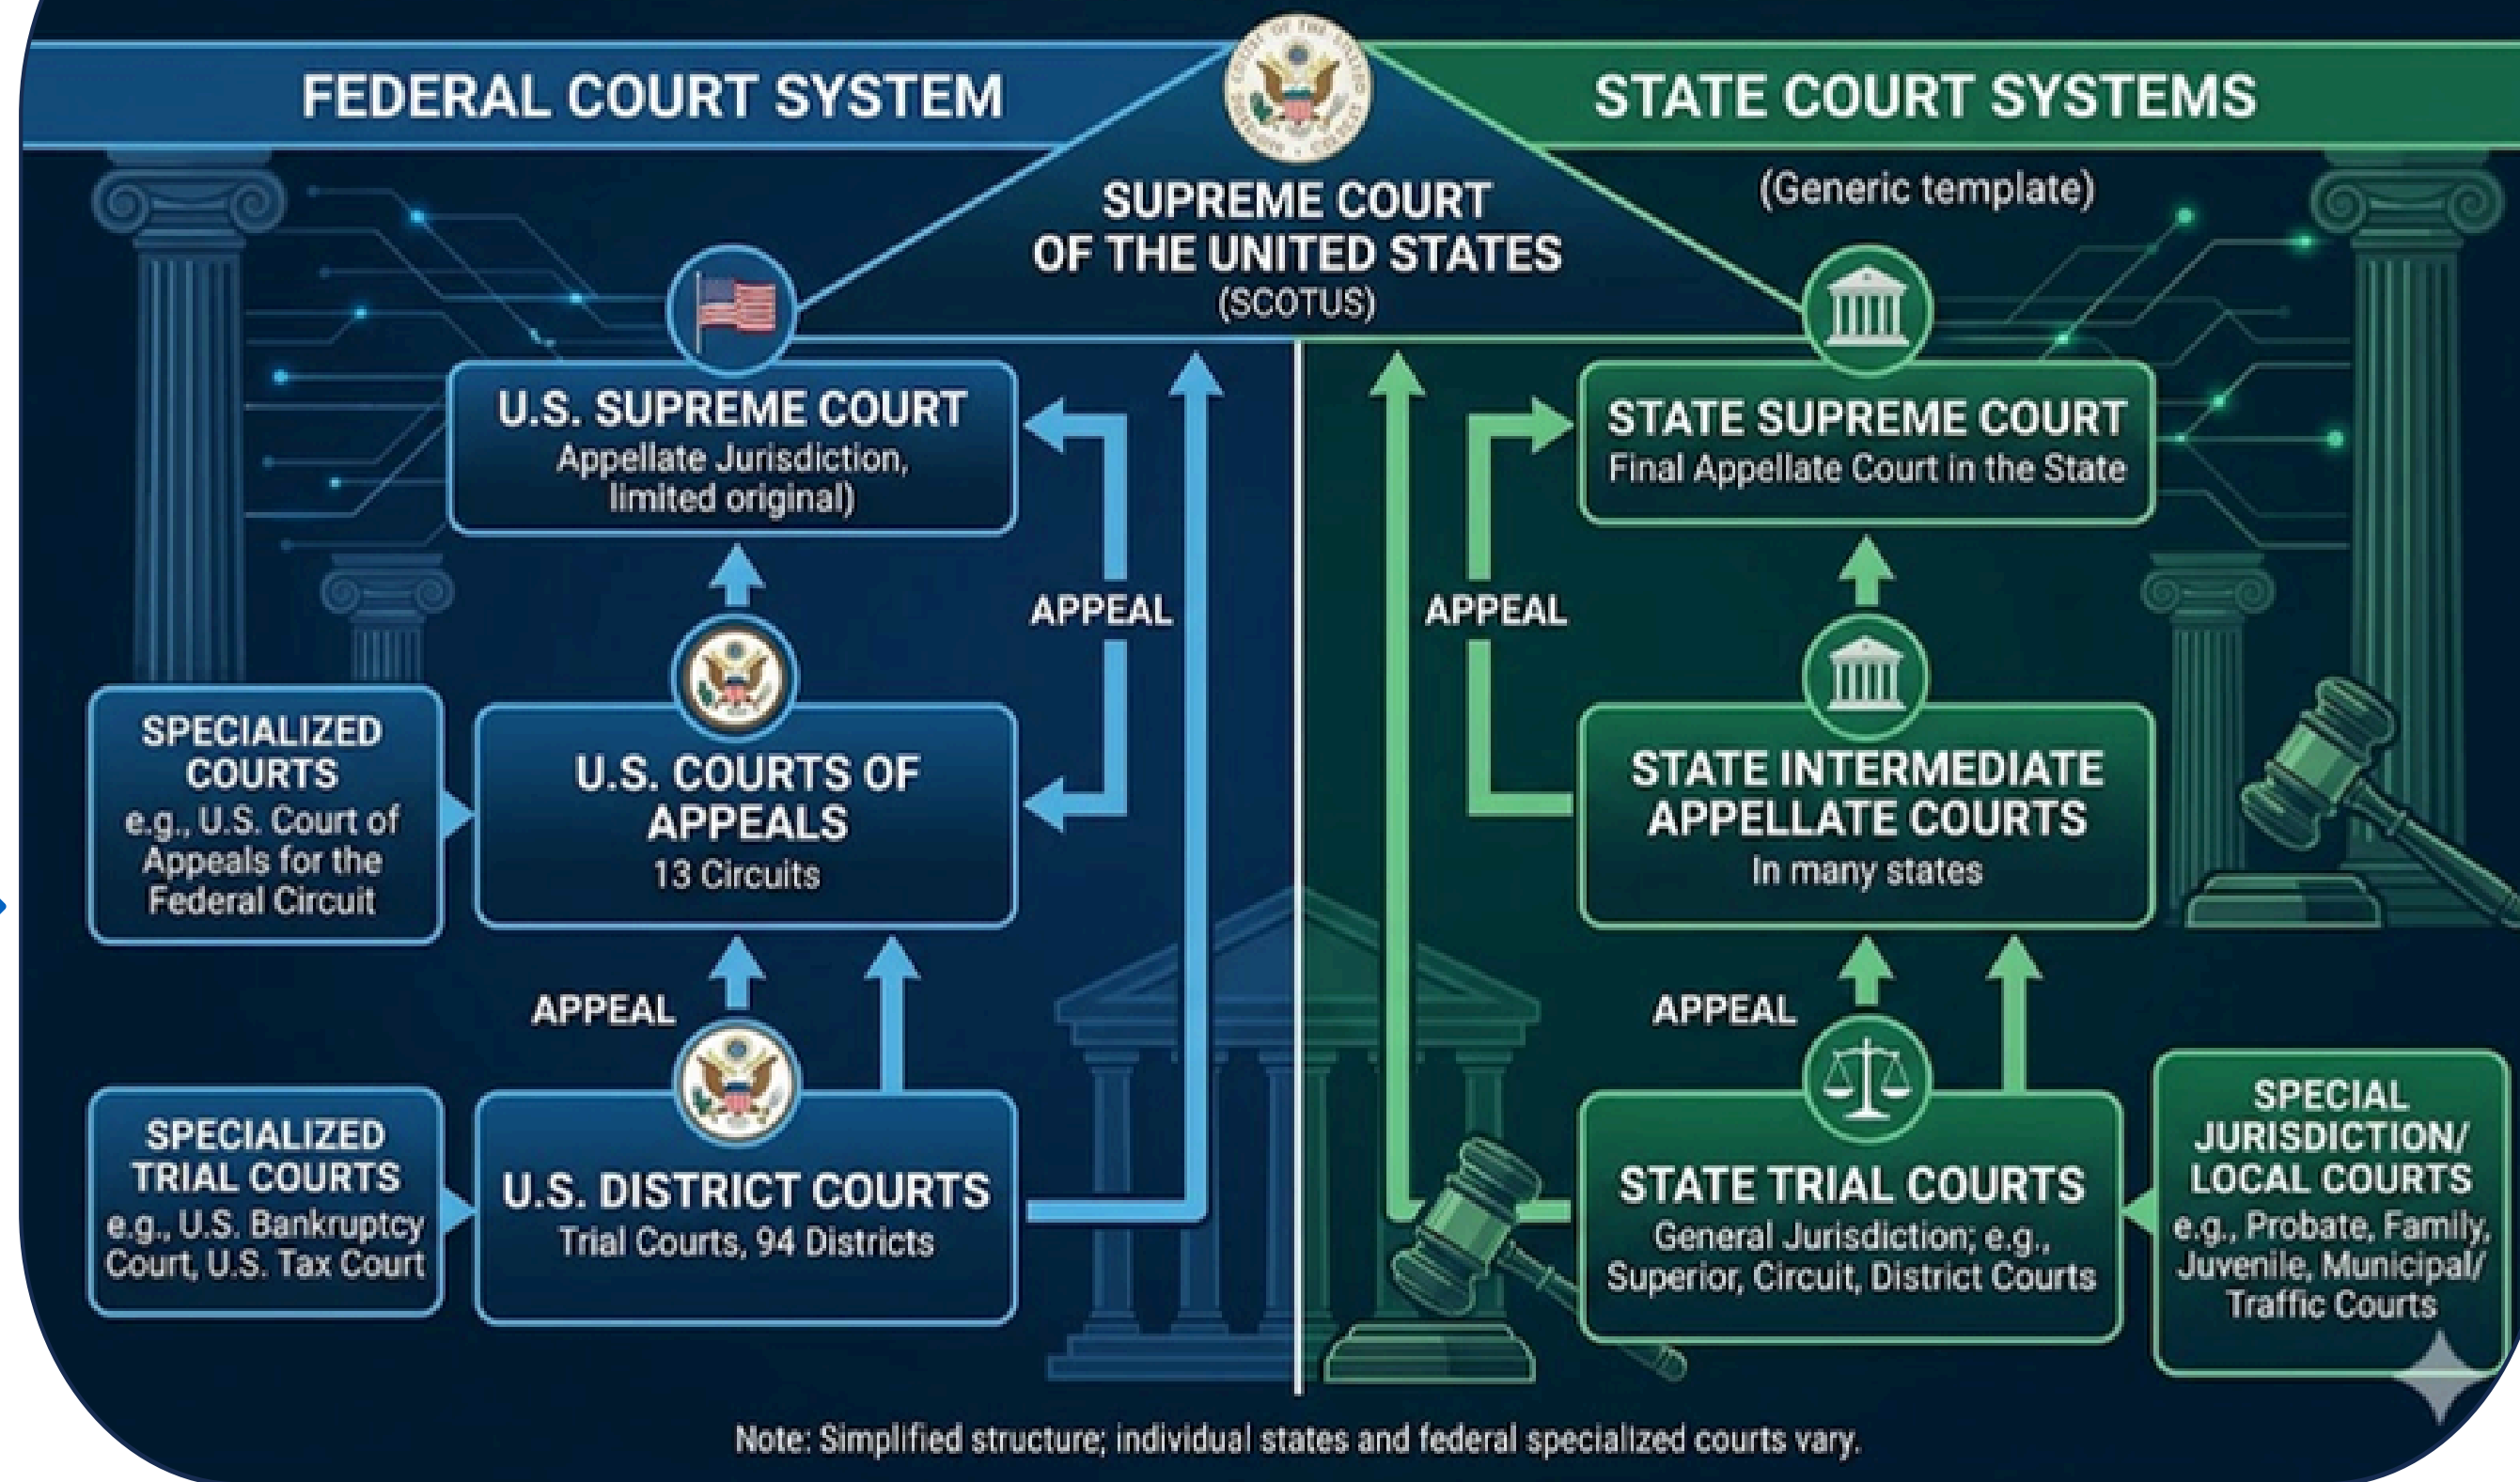 FEDERAL COURT SYSTEM
STATE COURT SYSTEMS
(Generic template)
SUPREME COURT
OF THE UNITED STATES
(SCOTUS)
U.S. SUPREME COURT
Appellate Jurisdiction,
limited original)
APPEAL
SPECIALIZED
COURTS
e.g., U.S. Court of
Appeals for the
Federal Circuit
U.S. COURTS OF
APPEALS
13 Circuits
APPEAL
SPECIALIZED
TRIAL COURTS
e.g., U.S. Bankruptcy
Court, U.S. Tax Court
U.S. DISTRICT COURTS
Trial Courts, 94 Districts
STATE SUPREME COURT
Final Appellate Court in the State
APPEAL
STATE INTERMEDIATE
APPELLATE COURTS
In many states
APPEAL
STATE TRIAL COURTS
General Jurisdiction; e.g.,
Superior, Circuit, District Courts
SPECIAL
JURISDICTION/
LOCAL COURTS
e.g., Probate, Family,
Juvenile, Municipal/
Traffic Courts
Note: Simplified structure; individual states and federal specialized courts vary.